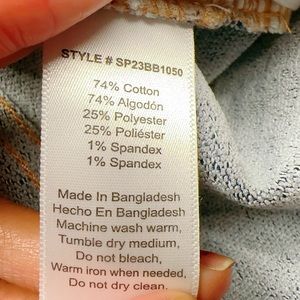 STYLE # SP23BB1050
74% Cotton
74% Algodón
25% Polyester
25% Poliéster
1% Spandex
1% Spandex
Made In Bangladesh
Hecho En Bangladesh
Machine wash warm,
Tumble dry medium,
Do not bleach,
Warm iron when needed,
Do not dry clean.